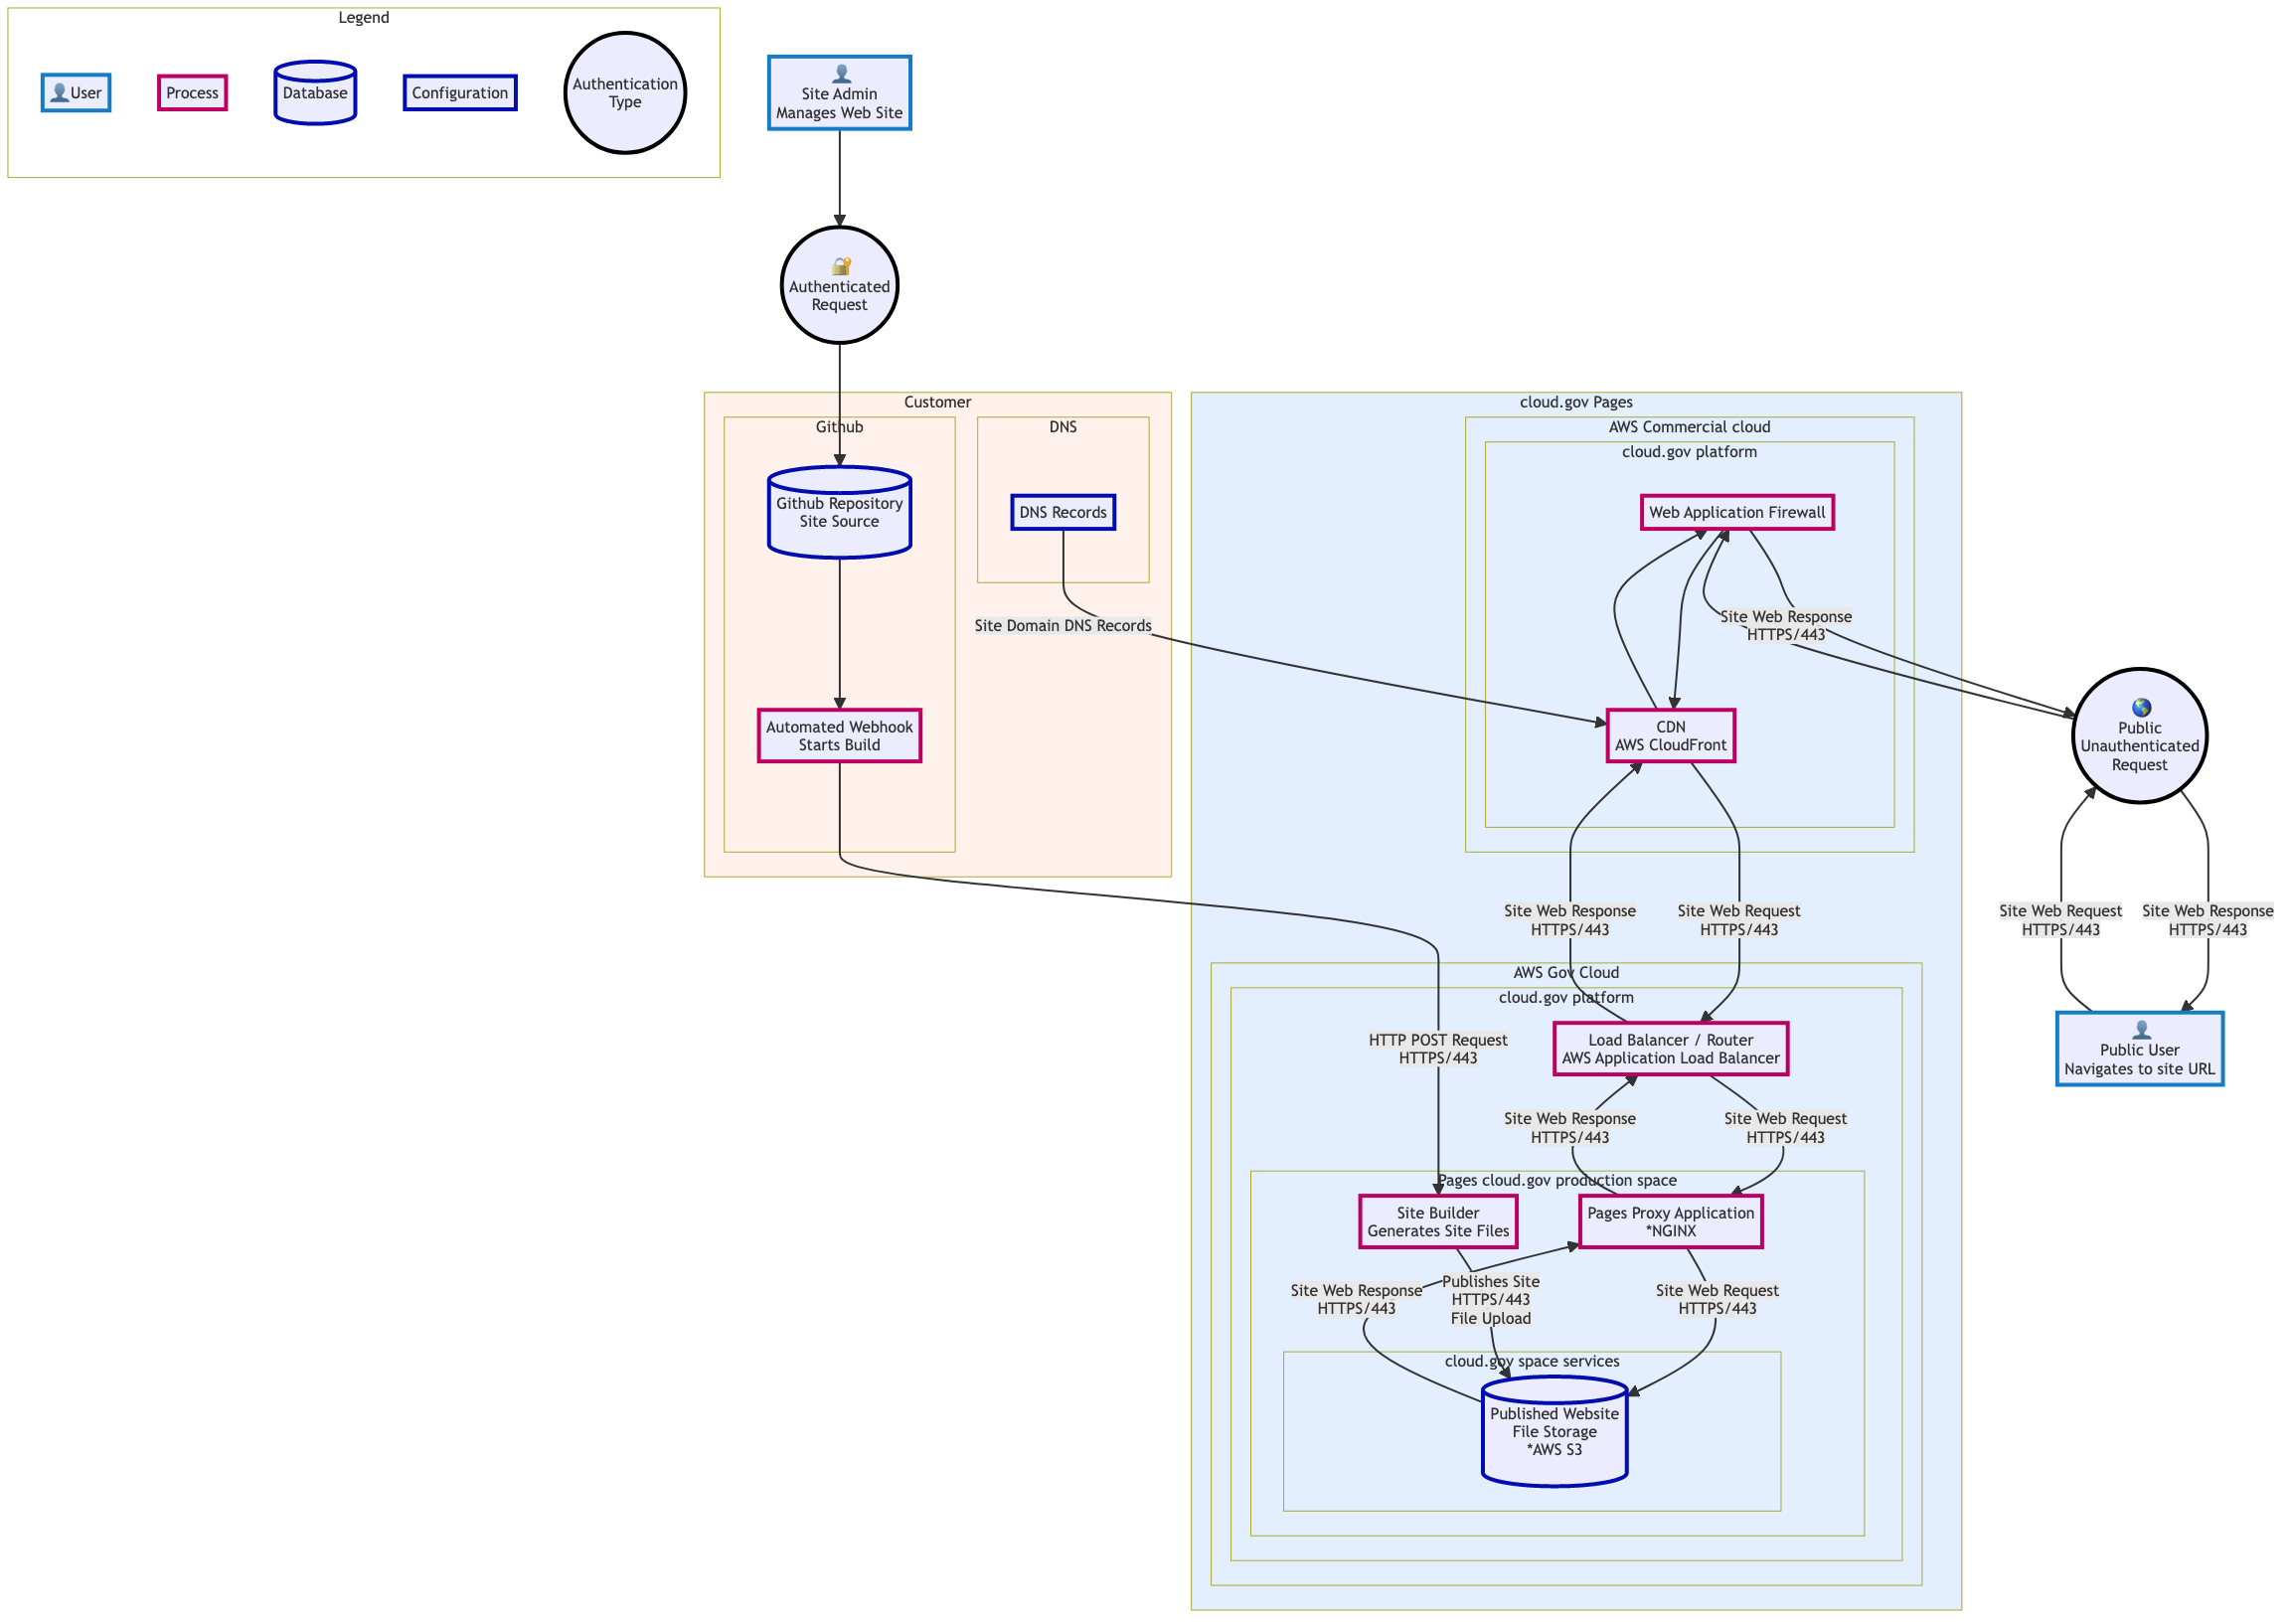 Legend
👤User
Process
Database
Configuration
Authentication
Type
👤
Site Admin
Manages Web Site
🔐
Authenticated
Request
Customer
Github
Github Repository
Site Source
Automated Webhook
Starts Build
DNS
DNS Records
Site Domain DNS Records
cloud.gov Pages
AWS Commercial cloud
cloud.gov platform
Web Application Firewall
Site Web Response
HTTPS/443
CDN
AWS CloudFront
Site Web Response
HTTPS/443
Site Web Request
HTTPS/443
🌎
Public
Unauthenticated
Request
Site Web Request
HTTPS/443
Site Web Response
HTTPS/443
👤
Public User
Navigates to site URL
AWS Gov Cloud
cloud.gov platform
HTTP POST Request
HTTPS/443
Load Balancer / Router
AWS Application Load Balancer
Site Web Response
HTTPS/443
Site Web Request
HTTPS/443
Pages cloud.gov production space
Site Builder
Generates Site Files
Pages Proxy Application
*NGINX
Site Web Response
HTTPS/443
Publishes Site
HTTPS/443
File Upload
Site Web Request
HTTPS/443
cloud.gov space services
Published Website
File Storage
*AWS S3